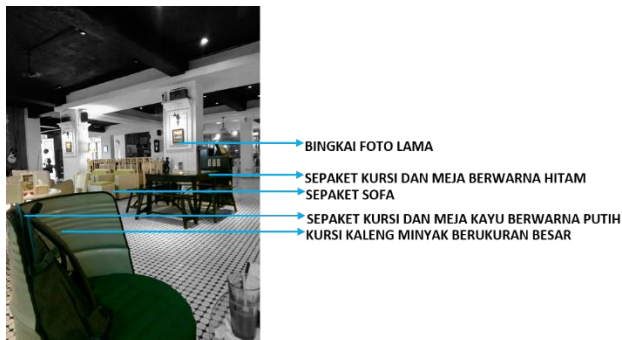 BINGKAI FOTO LAMA
SEPAKET KURSI DAN MEJA BERWARNA HITAM
SEPAKET SOFA
SEPAKET KURSI DAN MEJA KAYU BERWARNA PUTIH
KURSI KALENG MINYAK BERUKURAN BESAR